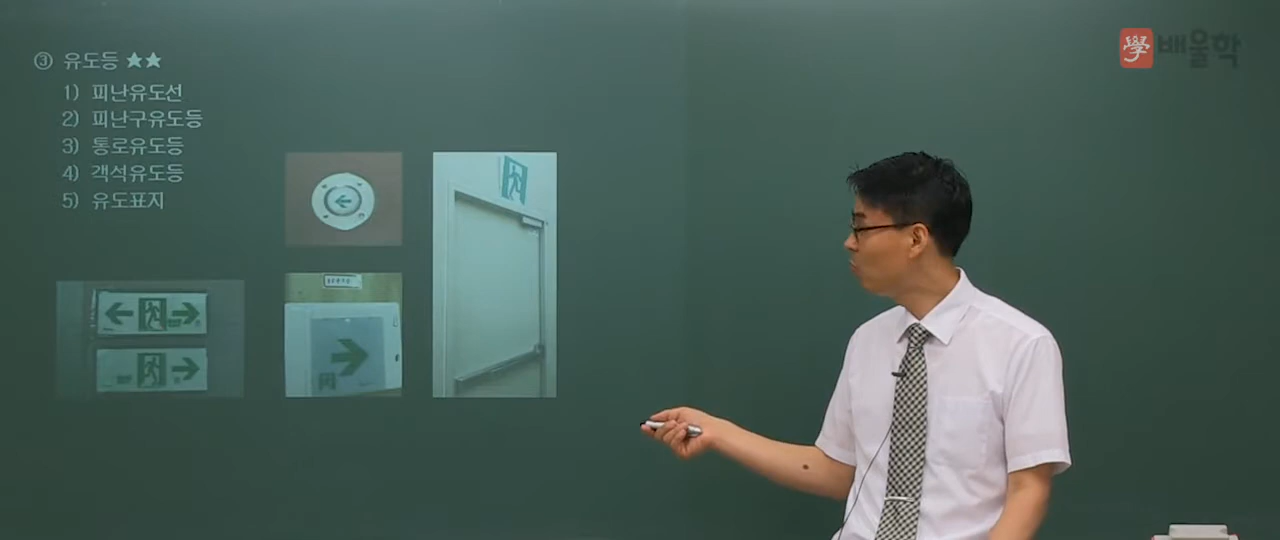 ③ 유도등 ★★
1) 피난유도선
2) 피난구유도등
3) 통로유도등
4) 객석유도등
5) 유도표지
學 배울학